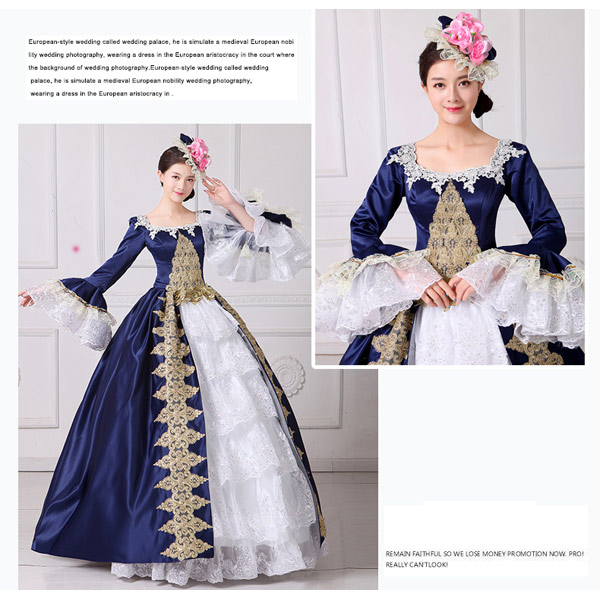 European-style wedding called wedding palace, he is simulate a medieval European nobi
lity wedding photography, wearing a dress in the European aristocracy in the court where
the background of wedding photography.European-style wedding called wedding
palace, he is simulate a medieval European nobility wedding photography,
wearing a dress in the European aristocracy in .
REMAIN FAITHFUL SO WE LOSE MONEY PROMOTION NOW. PRO!
REALLY CAN'TLOOK!